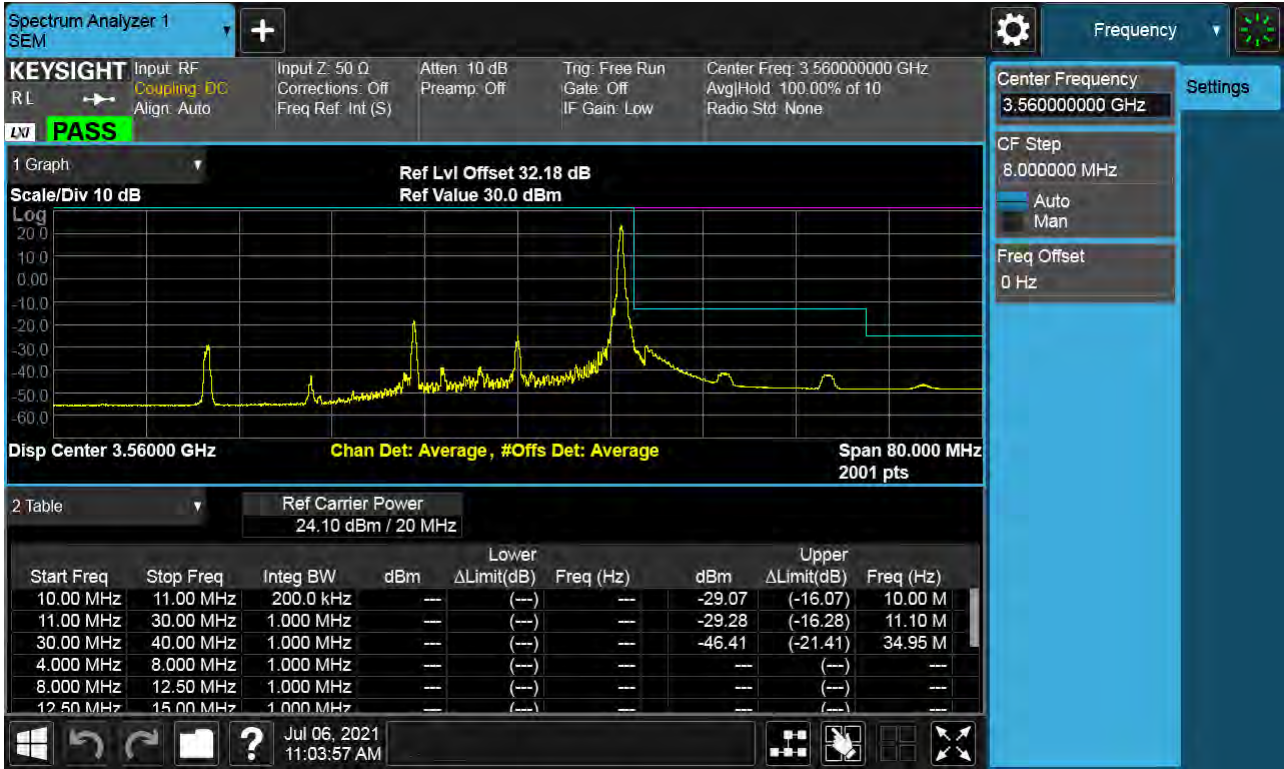 Spectrum Analyzer 1
SEM
Frequency
KEYSIGHT
Input: RF
Coupling: DC
Align: Auto
Input Z: 50 Ω
Corrections: Off
Freq Ref: Int (S)
Atten: 10 dB
Preamp: Off
Trig: Free Run
Gate: Off
IF Gain: Low
Center Freq: 3.560000000 GHz
Avg|Hold: 100.00% of 10
Radio Std: None
R L
LXI
PASS
Center Frequency
3.560000000 GHz
Settings
CF Step
8.000000 MHz
Auto
Man
Freq Offset
0 Hz
1 Graph
Scale/Div 10 dB
Ref Lvl Offset 32.18 dB
Ref Value 30.0 dBm
Log
20.0
10.0
0.00
-10.0
-20.0
-30.0
-40.0
-50.0
-60.0
Disp Center 3.56000 GHz
Chan Det: Average , #Offs Det: Average
Span 80.000 MHz
2001 pts
2 Table
Ref Carrier Power
24.10 dBm / 20 MHz
Lower Upper
Start Freq Stop Freq Integ BW dBm ΔLimit(dB) Freq (Hz) dBm ΔLimit(dB) Freq (Hz)
10.00 MHz 11.00 MHz 200.0 kHz --- (---) --- -29.07 (-16.07) 10.00 M
11.00 MHz 30.00 MHz 1.000 MHz --- (---) --- -29.28 (-16.28) 11.10 M
30.00 MHz 40.00 MHz 1.000 MHz --- (---) --- -46.41 (-21.41) 34.95 M
4.000 MHz 8.000 MHz 1.000 MHz --- (---) --- --- (---) ---
8.000 MHz 12.50 MHz 1.000 MHz --- (---) --- --- (---) ---
12.50 MHz 15.00 MHz 1.000 MHz --- (---) --- --- (---) ---
?
Jul 06, 2021
11:03:57 AM